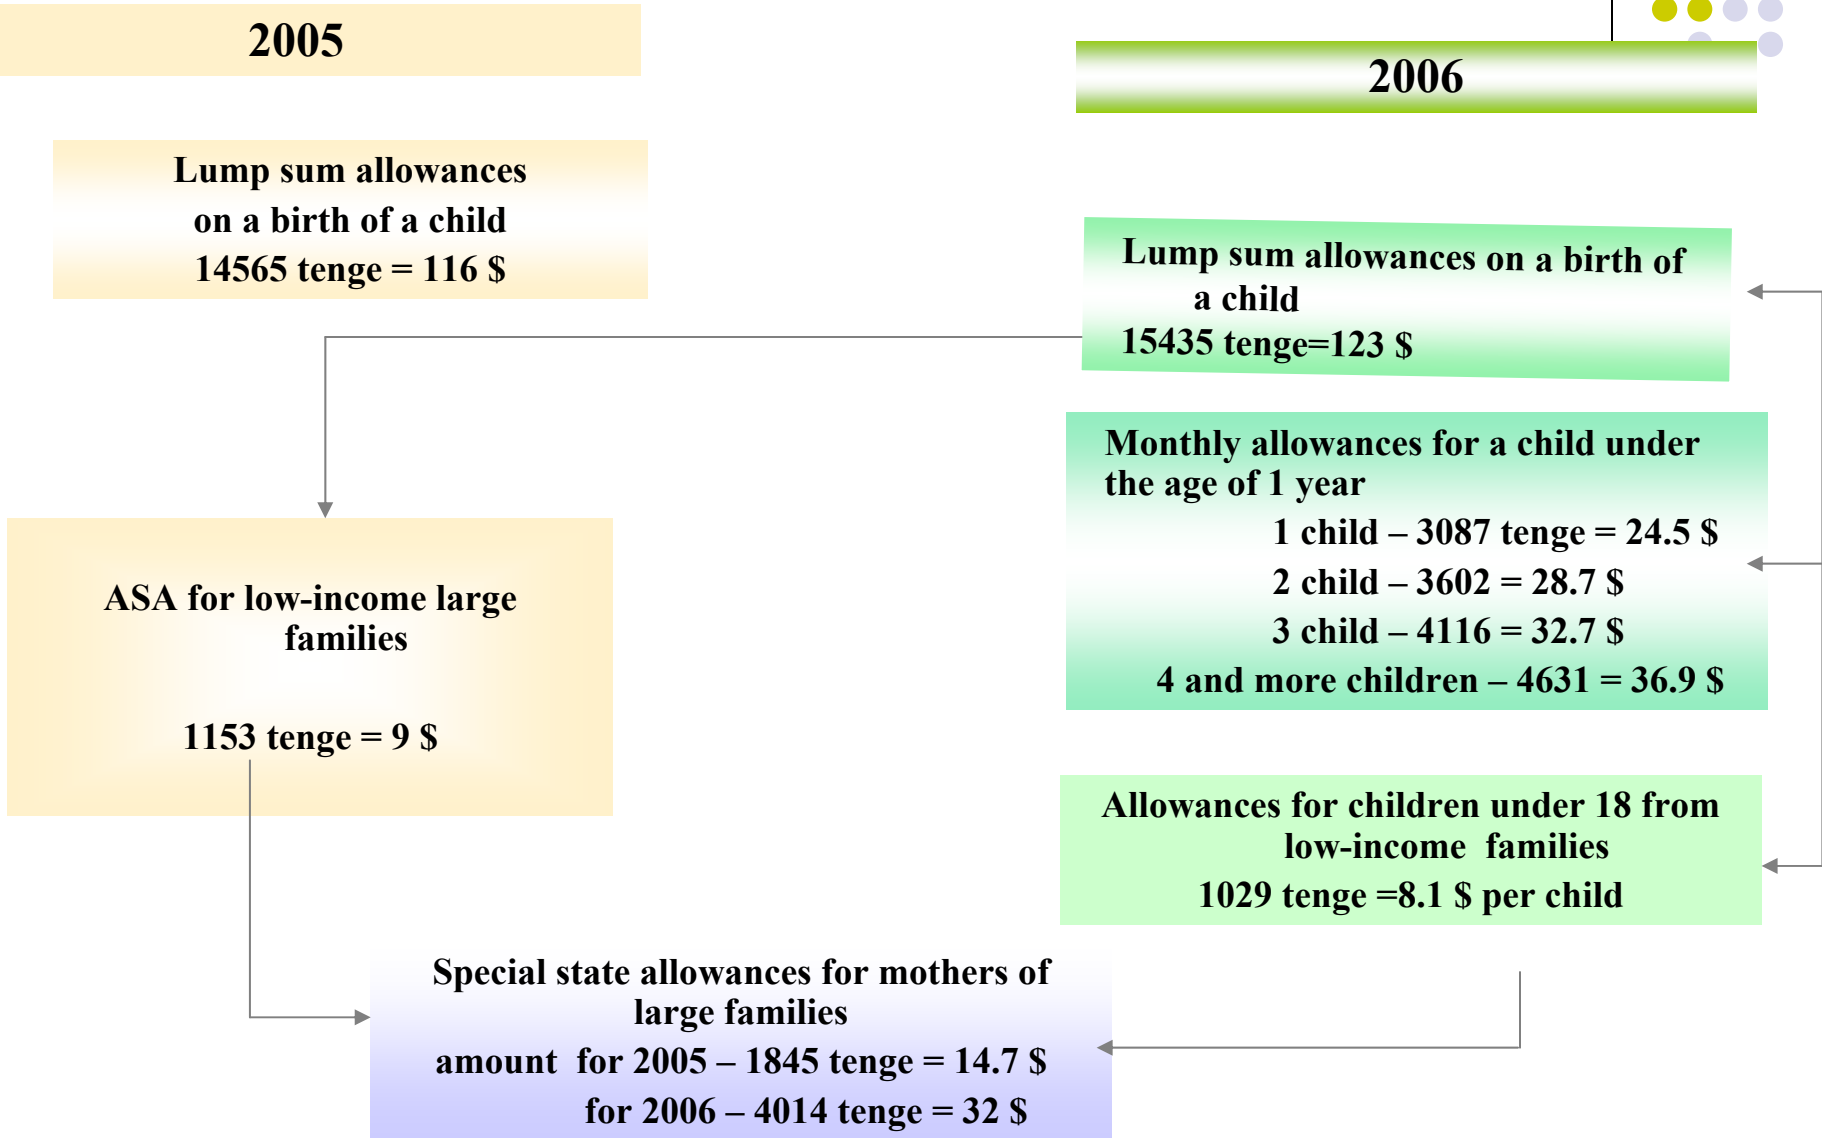 2005
2006
Lump sum allowances
on a birth of a child
14565 tenge = 116 $
Lump sum allowances on a birth of
a child
15435 tenge=123 $
Monthly allowances for a child under
the age of 1 year
1 child – 3087 tenge = 24.5 $
2 child – 3602 = 28.7 $
3 child – 4116 = 32.7 $
4 and more children – 4631 = 36.9 $
ASA for low-income large
families
1153 tenge = 9 $
Allowances for children under 18 from
low-income  families
1029 tenge =8.1 $ per child
Special state allowances for mothers of
large families
amount  for 2005 – 1845 tenge = 14.7 $
for 2006 – 4014 tenge = 32 $